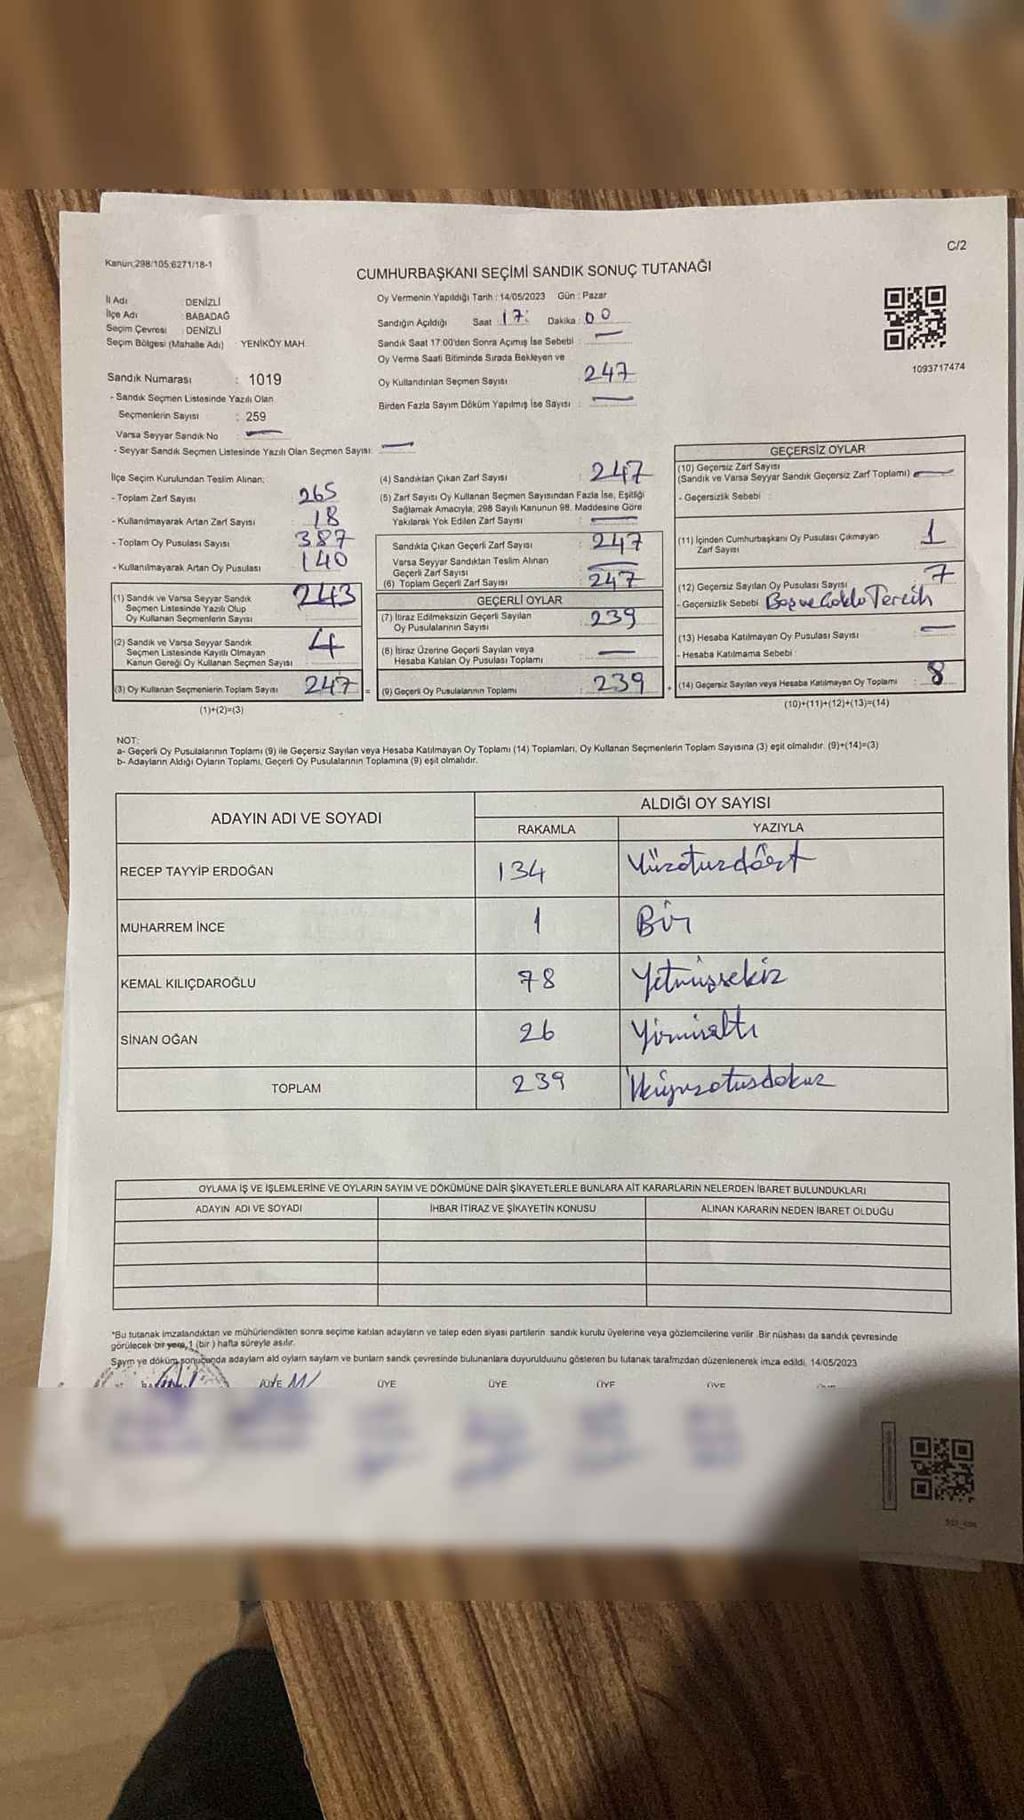 C/2
Kanun:298/105:6271/18-1
CUMHURBAŞKANI SEÇİMİ SANDIK SONUÇ TUTANAĞI
İl Adı : DENİZLİ
İlçe Adı : BABADAĞ
Seçim Çevresi : DENİZLİ
Seçim Bölgesi (Mahalle Adı) YENİKÖY MAH.
Sandık Numarası : 1019
- Sandık Seçmen Listesinde Yazılı Olan
Seçmenlerin Sayısı : 259
Varsa Seyyar Sandık No —
- Seyyar Sandık Seçmen Listesinde Yazılı Olan Seçmen Sayısı: —
Oy Vermenin Yapıldığı Tarih : 14/05/2023 Gün : Pazar
Sandığın Açıldığı Saat 17: Dakika : 00
Sandık Saat 17:00'den Sonra Açımış İse Sebebi : —
Oy Verme Saati Bitiminde Sırada Bekleyen ve
Oy Kullandırılan Seçmen Sayısı 247
Birden Fazla Sayım Döküm Yapılmış İse Sayısı : —
1093717474
İlçe Seçim Kurulundan Teslim Alınan;
- Toplam Zarf Sayısı : 265
- Kullanılmayarak Artan Zarf Sayısı : 18
- Toplam Oy Pusulası Sayısı : 387
- Kullanılmayarak Artan Oy Pusulası : 140
(1) Sandık ve Varsa Seyyar Sandık 243
Seçmen Listesinde Yazılı Olup
Oy Kullanan Seçmenlerin Sayısı
(2) Sandık ve Varsa Seyyar Sandık 4
Seçmen Listesinde Kayıtlı Olmayan
Kanun Gereği Oy Kullanan Seçmen Sayısı
(3) Oy Kullanan Seçmenlerin Toplam Sayısı 247 =
(1)+(2)=(3)
(4) Sandıktan Çıkan Zarf Sayısı : 247
(5) Zarf Sayısı Oy Kullanan Seçmen Sayısından Fazla İse, Eşitliği
Sağlamak Amacıyla, 298 Sayılı Kanunun 98. Maddesine Göre
Yakılarak Yok Edilen Zarf Sayısı : —
Sandıkta Çıkan Geçerli Zarf Sayısı : 247
Varsa Seyyar Sandıktan Teslim Alınan
Geçerli Zarf Sayısı : —
(6) Toplam Geçerli Zarf Sayısı : 247
GEÇERLİ OYLAR
(7) İtiraz Edilmeksizin Geçerli Sayılan
Oy Pusulalarının Sayısı : 239
(8) İtiraz Üzerine Geçerli Sayılan veya
Hesaba Katılan Oy Pusulası Toplamı : —
(9) Geçerli Oy Pusulalarının Toplamı : 239 +
GEÇERSİZ OYLAR
(10) Geçersiz Zarf Sayısı
(Sandık ve Varsa Seyyar Sandık Geçersiz Zarf Toplamı) : —
- Geçersizlik Sebebi :
(11) İçinden Cumhurbaşkanı Oy Pusulası Çıkmayan
Zarf Sayısı : 1
(12) Geçersiz Sayılan Oy Pusulası Sayısı : 7
- Geçersizlik Sebebi Boş ve Çoklu Tercih
(13) Hesaba Katılmayan Oy Pusulası Sayısı : —
- Hesaba Katılmama Sebebi :
(14) Geçersiz Sayılan veya Hesaba Katılmayan Oy Toplamı : 8
(10)+(11)+(12)+(13)=(14)
NOT:
a- Geçerli Oy Pusulalarının Toplamı (9) ile Geçersiz Sayılan veya Hesaba Katılmayan Oy Toplamı (14) Toplamları, Oy Kullanan Seçmenlerin Toplam Sayısına (3) eşit olmalıdır. (9)+(14)=(3)
b- Adayların Aldığı Oyların Toplamı, Geçerli Oy Pusulalarının Toplamına (9) eşit olmalıdır.
ADAYIN ADI VE SOYADI ALDIĞI OY SAYISI
RAKAMLA YAZIYLA
RECEP TAYYİP ERDOĞAN 134 Yüzotuzdört
MUHARREM İNCE 1 Bir
KEMAL KILIÇDAROĞLU 78 Yetmişsekiz
SİNAN OĞAN 26 Yirmialtı
TOPLAM 239 İkiyüzotuzdokuz
OYLAMA İŞ VE İŞLEMLERİNE VE OYLARIN SAYIM VE DÖKÜMÜNE DAİR ŞİKAYETLERLE BUNLARA AİT KARARLARIN NELERDEN İBARET BULUNDUKLARI
ADAYIN ADI VE SOYADI İHBAR İTİRAZ VE ŞİKAYETİN KONUSU ALINAN KARARIN NEDEN İBARET OLDUĞU
*Bu tutanak imzalandıktan ve mühürlendikten sonra seçime katılan adayların ve talep eden siyasi partilerin sandık kurulu üyelerine veya gözlemcilerine verilir. Bir nüshası da sandık çevresinde
görülecek bir yere,1 (bir ) hafta süreyle asılır.
Sayım ve döküm sonucunda adayların ald oyların sayların ve bunların sandk çevresinde bulunanlara duyurulduunu gösteren bu tutanak tarafmzdan düzenlenerek imza edildi. 14/05/2023
ÜYE ÜYE ÜYE ÜYE ÜYE